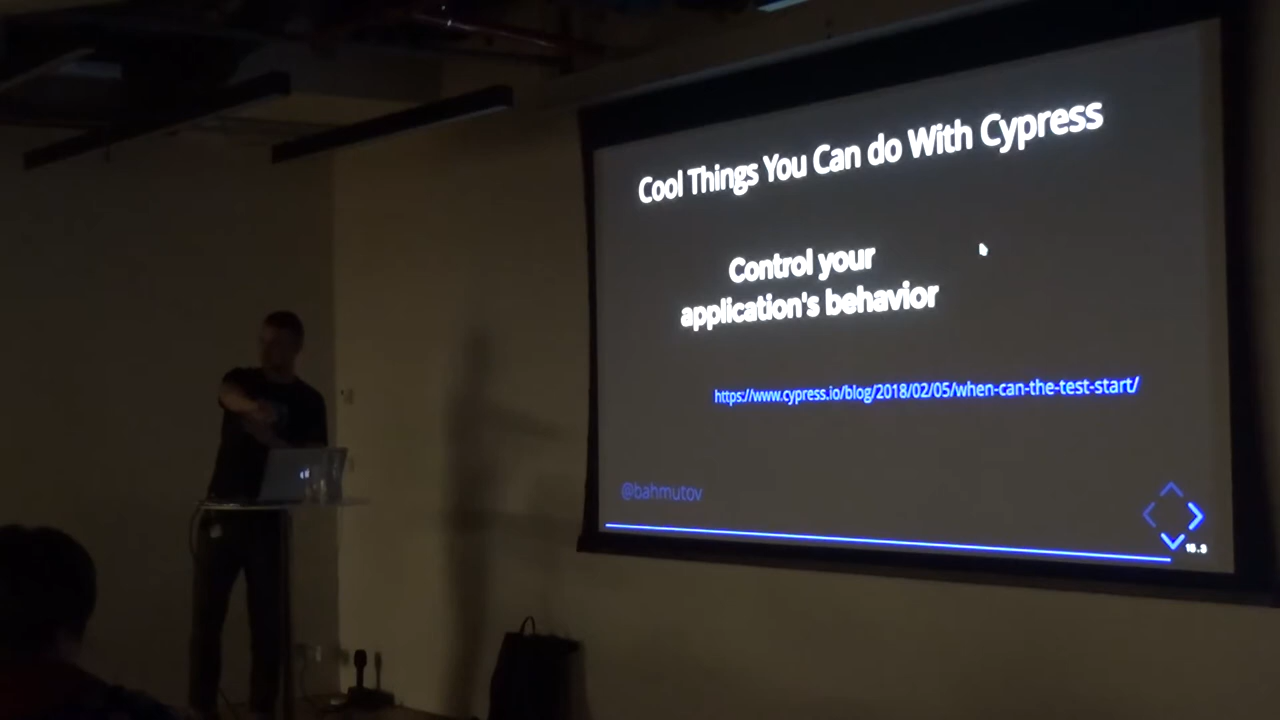 Cool Things You Can do With Cypress
Control your
application's behavior
https://www.cypress.io/blog/2018/02/05/when-can-the-test-start/
@bahmutov